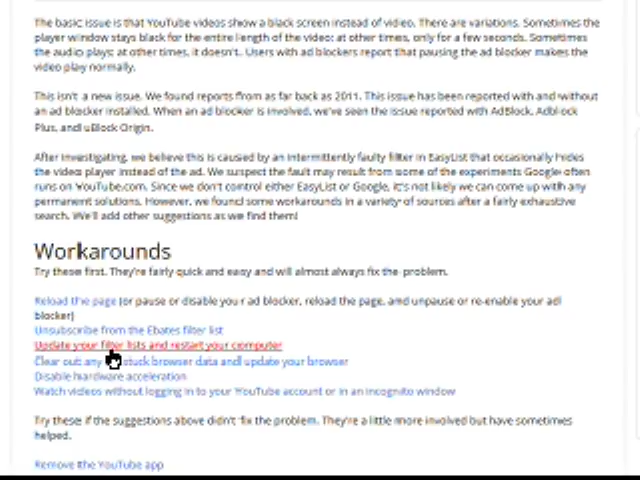 The basic issue is that YouTube videos show a black screen instead of video. There are variations. Sometimes the
player window stays black for the entire length of the video; at other times, only for a few seconds. Sometimes
the audio plays; at other times, it doesn't. Users with ad blockers report that pausing the ad blocker makes the
video play normally.
This isn't a new issue. We found reports from as far back as 2011. This issue has been reported with and without
an ad blocker installed. When an ad blocker is involved, we've seen the issue reported with AdBlock, Adblock
Plus, and uBlock Origin.
After investigating, we believe this is caused by an intermittently faulty filter in EasyList that occasionally hides
the video player instead of the ad. We suspect the fault may result from some of the experiments Google often
runs on YouTube.com. Since we don't control either EasyList or Google, it's not likely we can come up with any
permanent solutions. However, we found some workarounds in a variety of sources after a fairly exhaustive
search. We'll add other suggestions as we find them!
Workarounds
Try these first. They're fairly quick and easy and will almost always fix the problem.
Reload the page (or pause or disable your ad blocker, reload the page, and unpause or re-enable your ad
blocker)
Unsubscribe from the Ebates filter list
Update your filter lists and restart your computer
Clear out any stuck browser data and update your browser
Disable hardware acceleration
Watch videos without logging in to your YouTube account or in an incognito window
Try these if the suggestions above didn't fix the problem. They're a little more involved but have sometimes
helped.
Remove the YouTube app